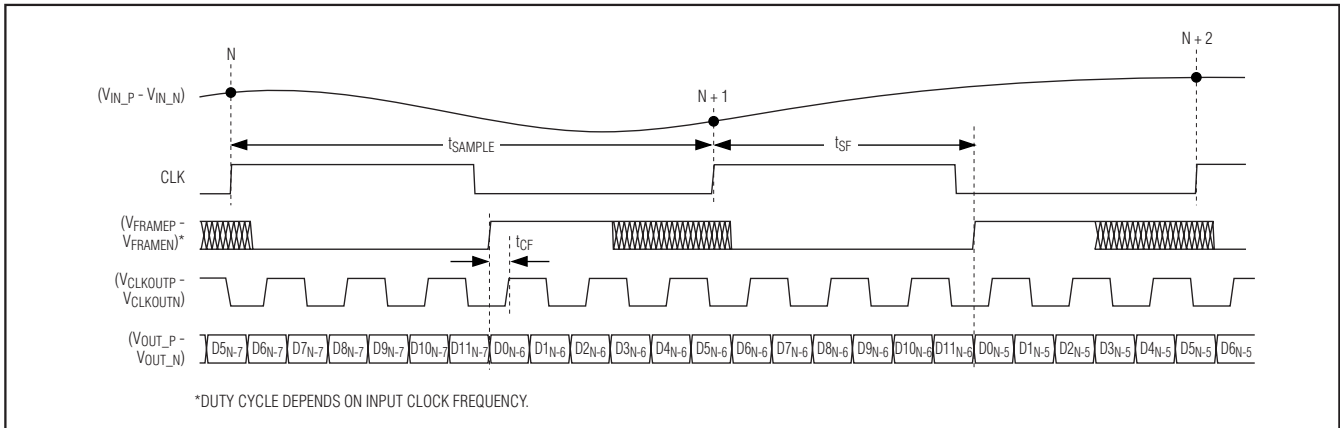 N
N + 1
N + 2
(VIN_P - VIN_N)
tSAMPLE
tSF
CLK
(VFRAMEP -
VFRAMEN)*
tCF
(VCLKOUTP -
VCLKOUTN)
(VOUT_P -
VOUT_N)
D5N-7 D6N-7 D7N-7 D8N-7 D9N-7 D10N-7 D11N-7 D0N-6 D1N-6 D2N-6 D3N-6 D4N-6 D5N-6 D6N-6 D7N-6 D8N-6 D9N-6 D10N-6 D11N-6 D0N-5 D1N-5 D2N-5 D3N-5 D4N-5 D5N-5 D6N-5
*DUTY CYCLE DEPENDS ON INPUT CLOCK FREQUENCY.